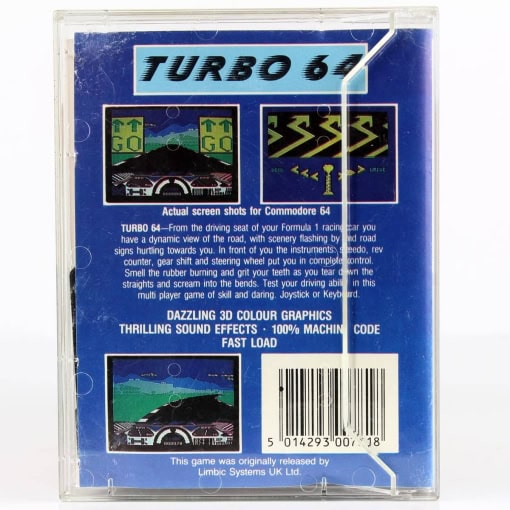 TURBO 64
TT TT
GO GO
Actual screen shots for Commodore 64
TURBO 64—From the driving seat of your Formula 1 racing car you
have a dynamic view of the road, with scenery flashing by and road
signs hurtling towards you. In front of you the instruments: speedo, rev
counter, gear shift and steering wheel put you in complete control.
Smell the rubber burning and grit your teeth as you tear down the
straights and scream into the bends. Test your driving ability in this
multi player game of skill and daring. Joystick or Keyboard.
DAZZLING 3D COLOUR GRAPHICS
THRILLING SOUND EFFECTS · 100% MACHINE CODE
FAST LOAD
5 014293 007
This game was originally released by
Limbic Systems UK Ltd.